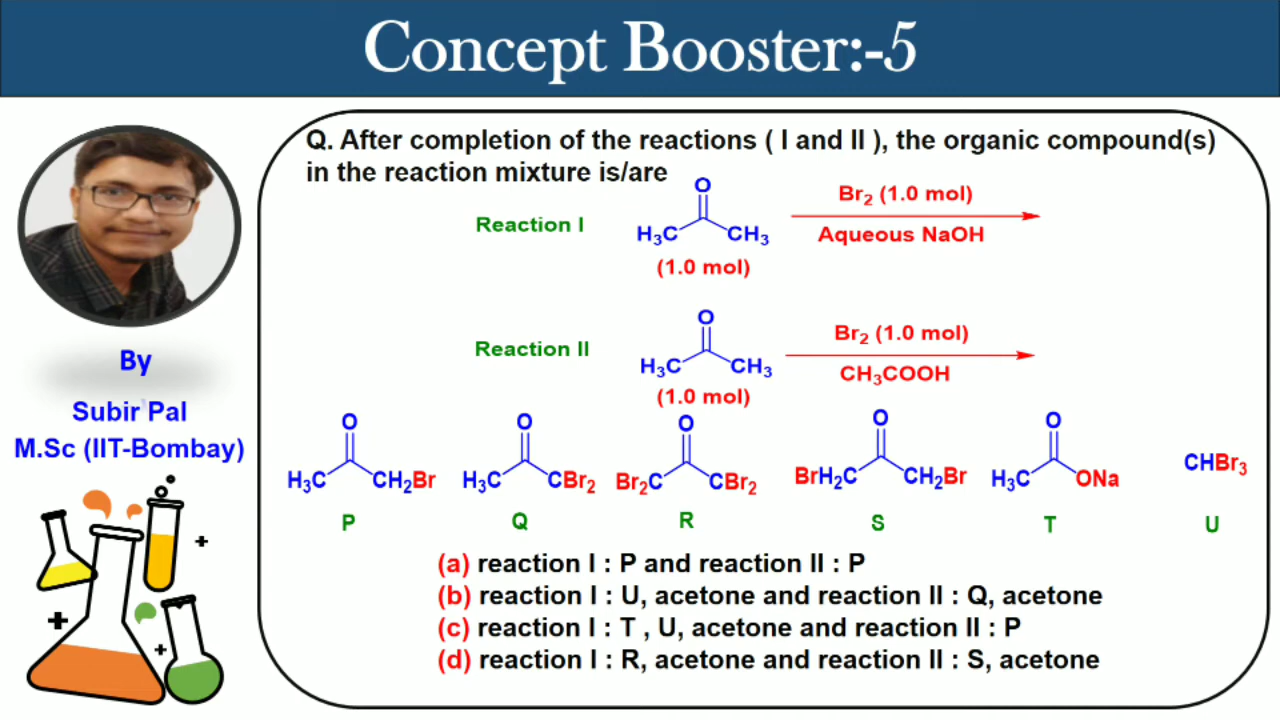 Concept Booster:-5
Q. After completion of the reactions ( I and II ), the organic compound(s)
in the reaction mixture is/are
Reaction I
O
H₃C
CH₃
(1.0 mol)
Br₂ (1.0 mol)
Aqueous NaOH
Reaction II
O
H₃C
CH₃
(1.0 mol)
Br₂ (1.0 mol)
CH₃COOH
By
Subir Pal
M.Sc (IIT-Bombay)
O
H₃C
CH₂Br
P
O
H₃C
CBr₂
Q
O
Br₂C
CBr₂
R
O
BrH₂C
CH₂Br
S
O
H₃C
ONa
T
CHBr₃
U
(a) reaction I : P and reaction II : P
(b) reaction I : U, acetone and reaction II : Q, acetone
(c) reaction I : T , U, acetone and reaction II : P
(d) reaction I : R, acetone and reaction II : S, acetone